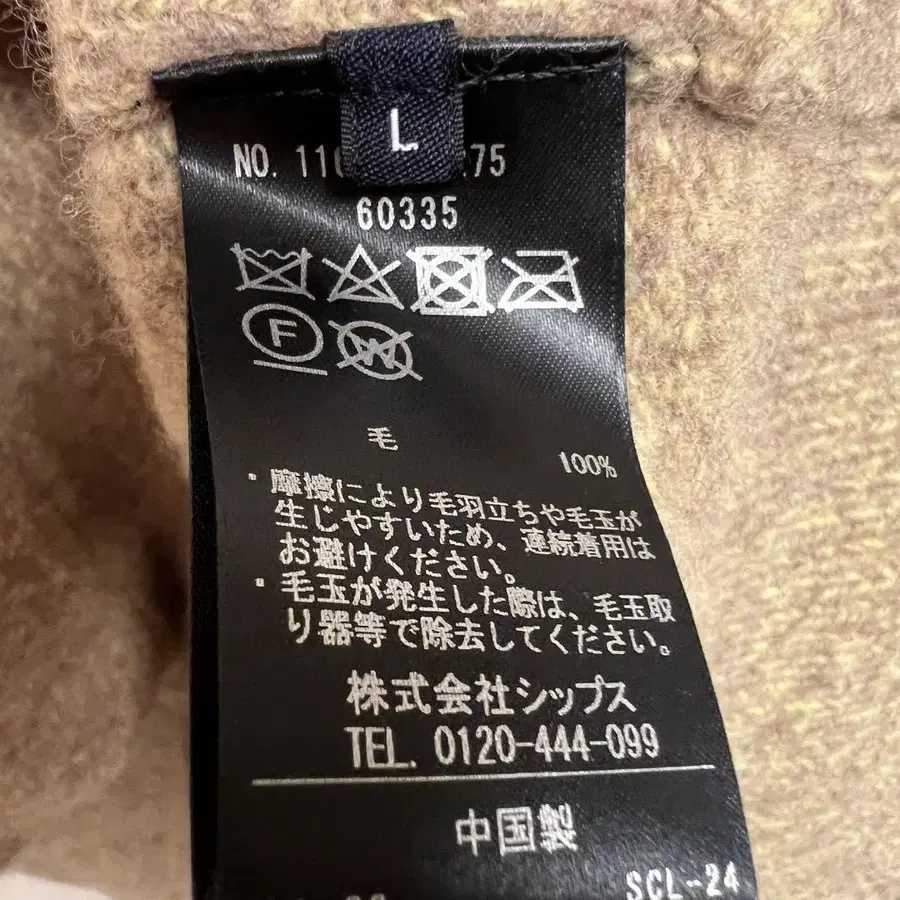 L
NO. 110 75
60335
F
W
毛
100%
・摩擦により毛羽立ちや毛玉が
生じやすいため、連続着用は
お避けください。
・毛玉が発生した際は、毛玉取
り器等で除去してください。
株式会社シップス
TEL. 0120-444-099
中国製
SCL-24